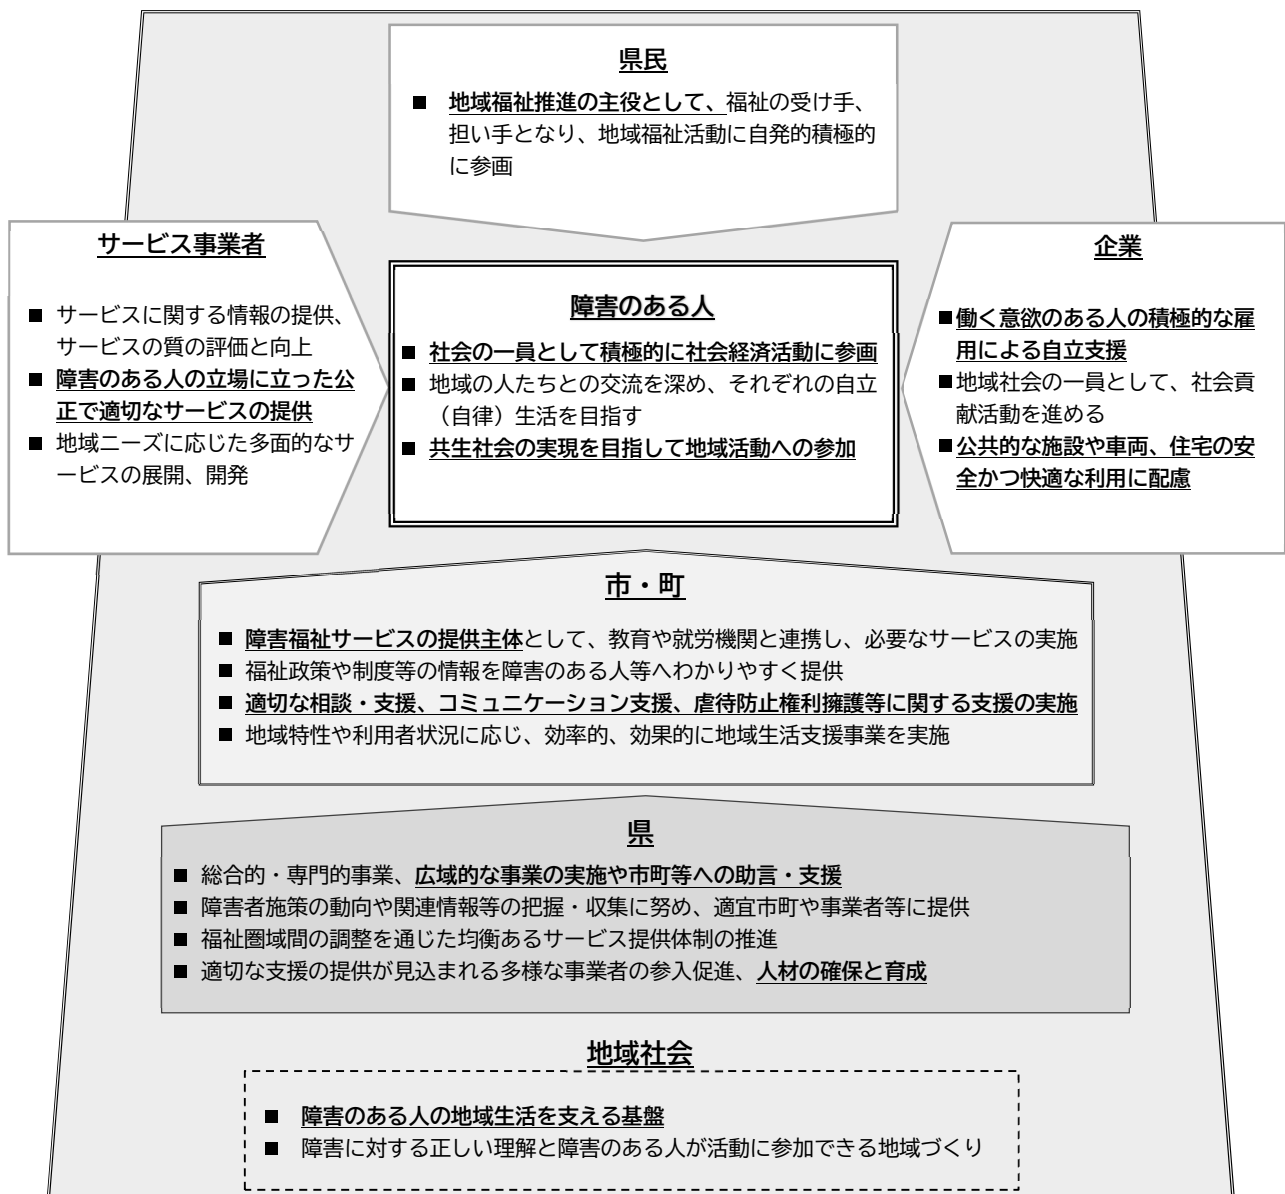 県民
■ 地域福祉推進の主役として、福祉の受け手、
担い手となり、地域福祉活動に自発的積極的
に参画
サービス事業者
■ サービスに関する情報の提供、
サービスの質の評価と向上
■ 障害のある人の立場に立った公
正で適切なサービスの提供
■ 地域ニーズに応じた多面的なサ
ービスの展開、開発
障害のある人
■ 社会の一員として積極的に社会経済活動に参画
■ 地域の人たちとの交流を深め、それぞれの自立
（自律）生活を目指す
■ 共生社会の実現を目指して地域活動への参加
企業
■働く意欲のある人の積極的な雇
用による自立支援
■地域社会の一員として、社会貢
献活動を進める
■公共的な施設や車両、住宅の安
全かつ快適な利用に配慮
市・町
■ 障害福祉サービスの提供主体として、教育や就労機関と連携し、必要なサービスの実施
■ 福祉政策や制度等の情報を障害のある人等へわかりやすく提供
■ 適切な相談・支援、コミュニケーション支援、虐待防止権利擁護等に関する支援の実施
■ 地域特性や利用者状況に応じ、効率的、効果的に地域生活支援事業を実施
県
■ 総合的・専門的事業、広域的な事業の実施や市町等への助言・支援
■ 障害者施策の動向や関連情報等の把握・収集に努め、適宜市町や事業者等に提供
■ 福祉圏域間の調整を通じた均衡あるサービス提供体制の推進
■ 適切な支援の提供が見込まれる多様な事業者の参入促進、人材の確保と育成
地域社会
■ 障害のある人の地域生活を支える基盤
■ 障害に対する正しい理解と障害のある人が活動に参加できる地域づくり